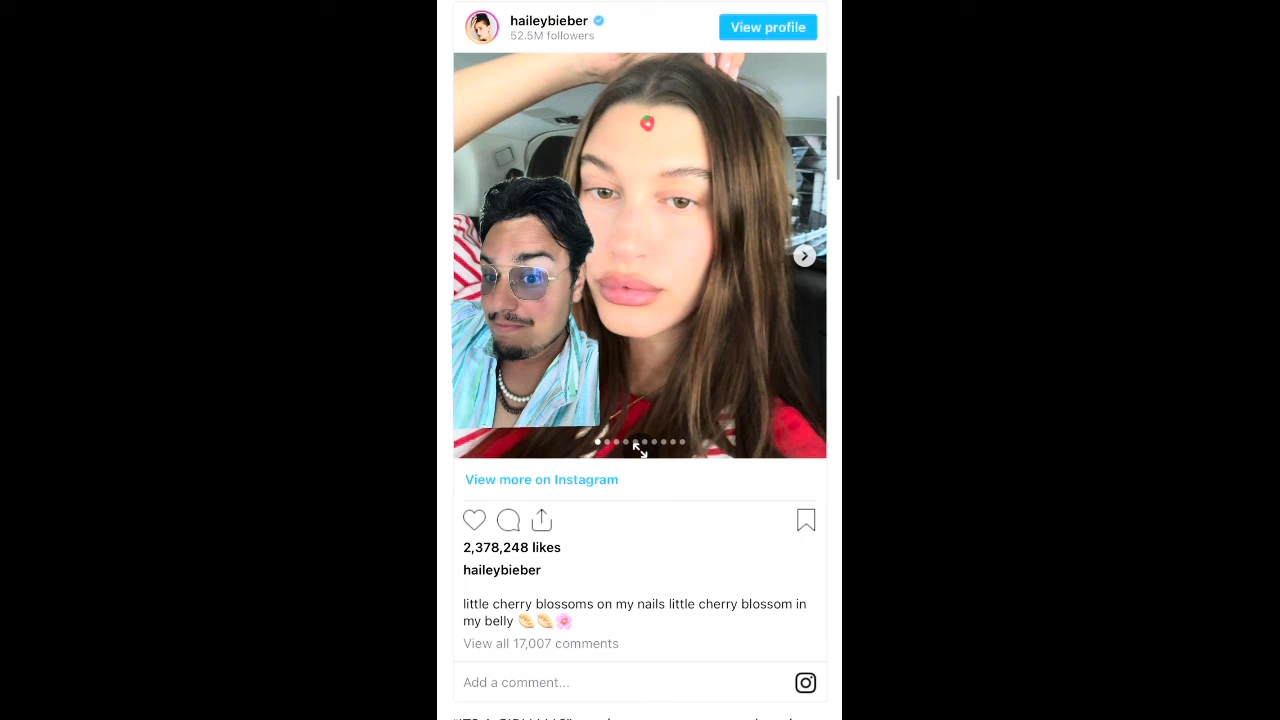 haileybieber
52.5M followers
View profile
View more on Instagram
2,378,248 likes
haileybieber
little cherry blossoms on my nails little cherry blossom in
my belly 🐚🐚🌸
View all 17,007 comments
Add a comment...